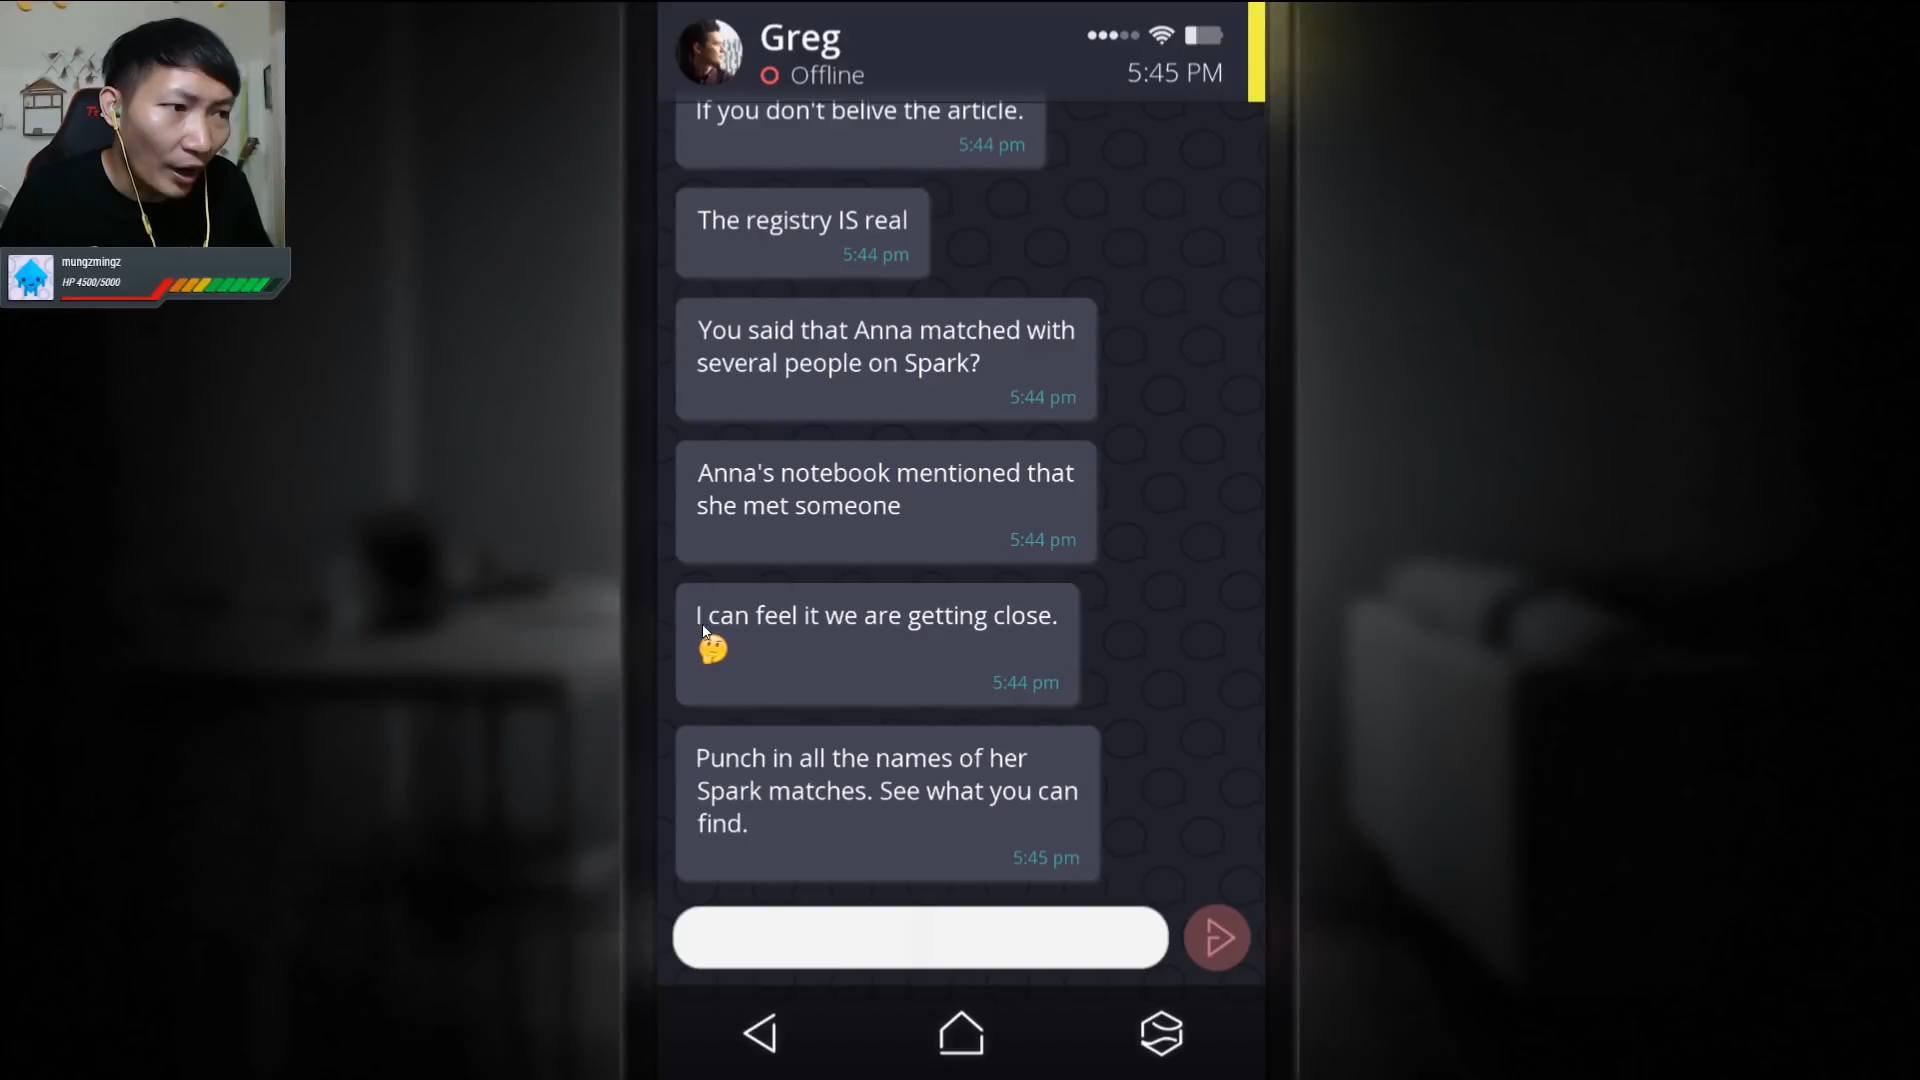 Greg
Offline
5:45 PM
mungzmingz
HP 4500/5000
If you don't belive the article.
5:44 pm
The registry IS real
5:44 pm
You said that Anna matched with
several people on Spark?
5:44 pm
Anna's notebook mentioned that
she met someone
5:44 pm
I can feel it we are getting close.
🤔
5:44 pm
Punch in all the names of her
Spark matches. See what you can
find.
5:45 pm